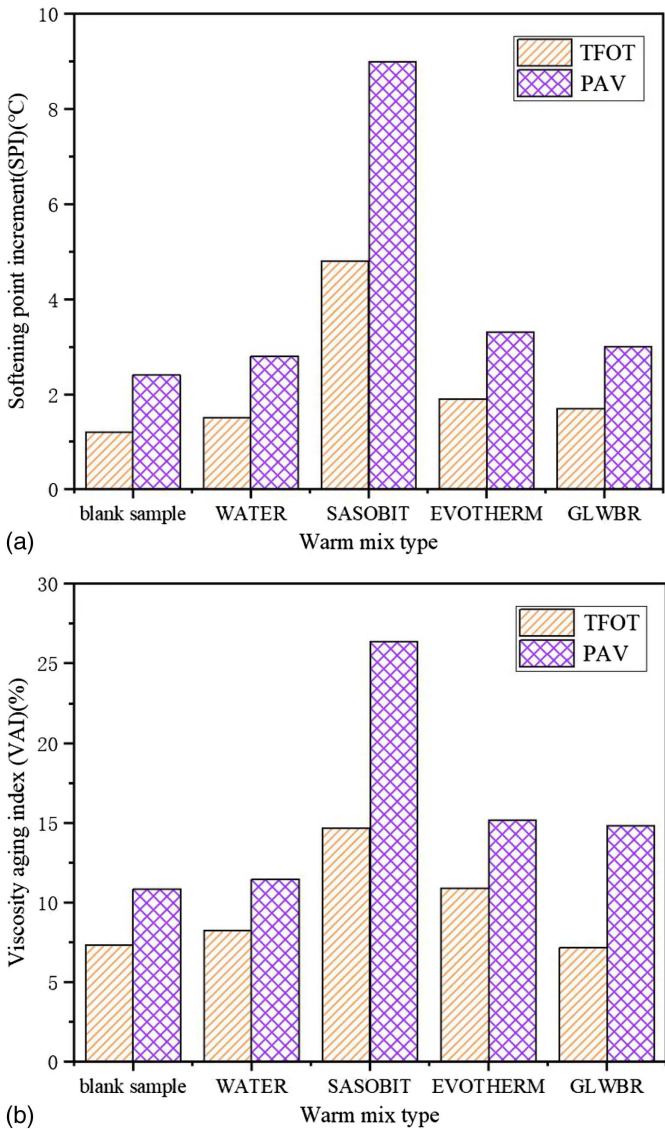 10
8
6
4
2
0
Softening point increment(SPI)(℃)
TFOT
PAV
blank sample WATER SASOBIT EVOTHERM GLWBR
Warm mix type
(a)
30
25
20
15
10
5
0
Viscosity aging index (VAI)(%)
TFOT
PAV
blank sample WATER SASOBIT EVOTHERM GLWBR
Warm mix type
(b)